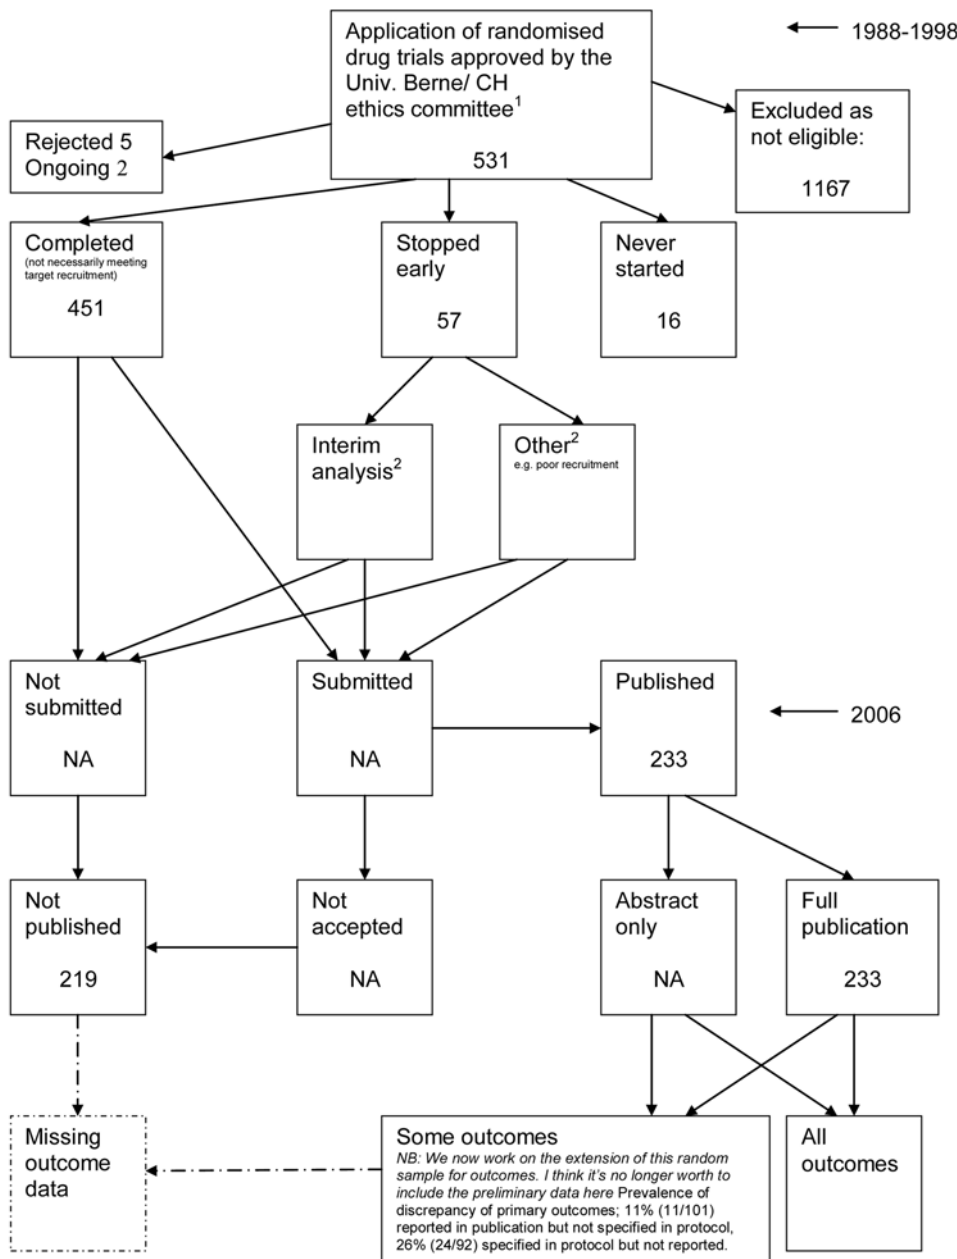 Application of randomised
drug trials approved by the
Univ. Berne/ CH
ethics committee1
531
1988-1998
Excluded as
not eligible:
1167
Rejected 5
Ongoing 2
Completed
(not necessarily meeting
target recruitment)
451
Stopped
early
57
Never
started
16
Interim
analysis2
Other2
e.g. poor recruitment
Not
submitted
NA
Submitted
NA
Published
233
2006
Not
published
219
Not
accepted
NA
Abstract
only
NA
Full
publication
233
Missing
outcome
data
Some outcomes
NB: We now work on the extension of this random
sample for outcomes. I think it's no longer worth to
include the preliminary data here Prevalence of
discrepancy of primary outcomes; 11% (11/101)
reported in publication but not specified in protocol,
26% (24/92) specified in protocol but not reported.
All
outcomes